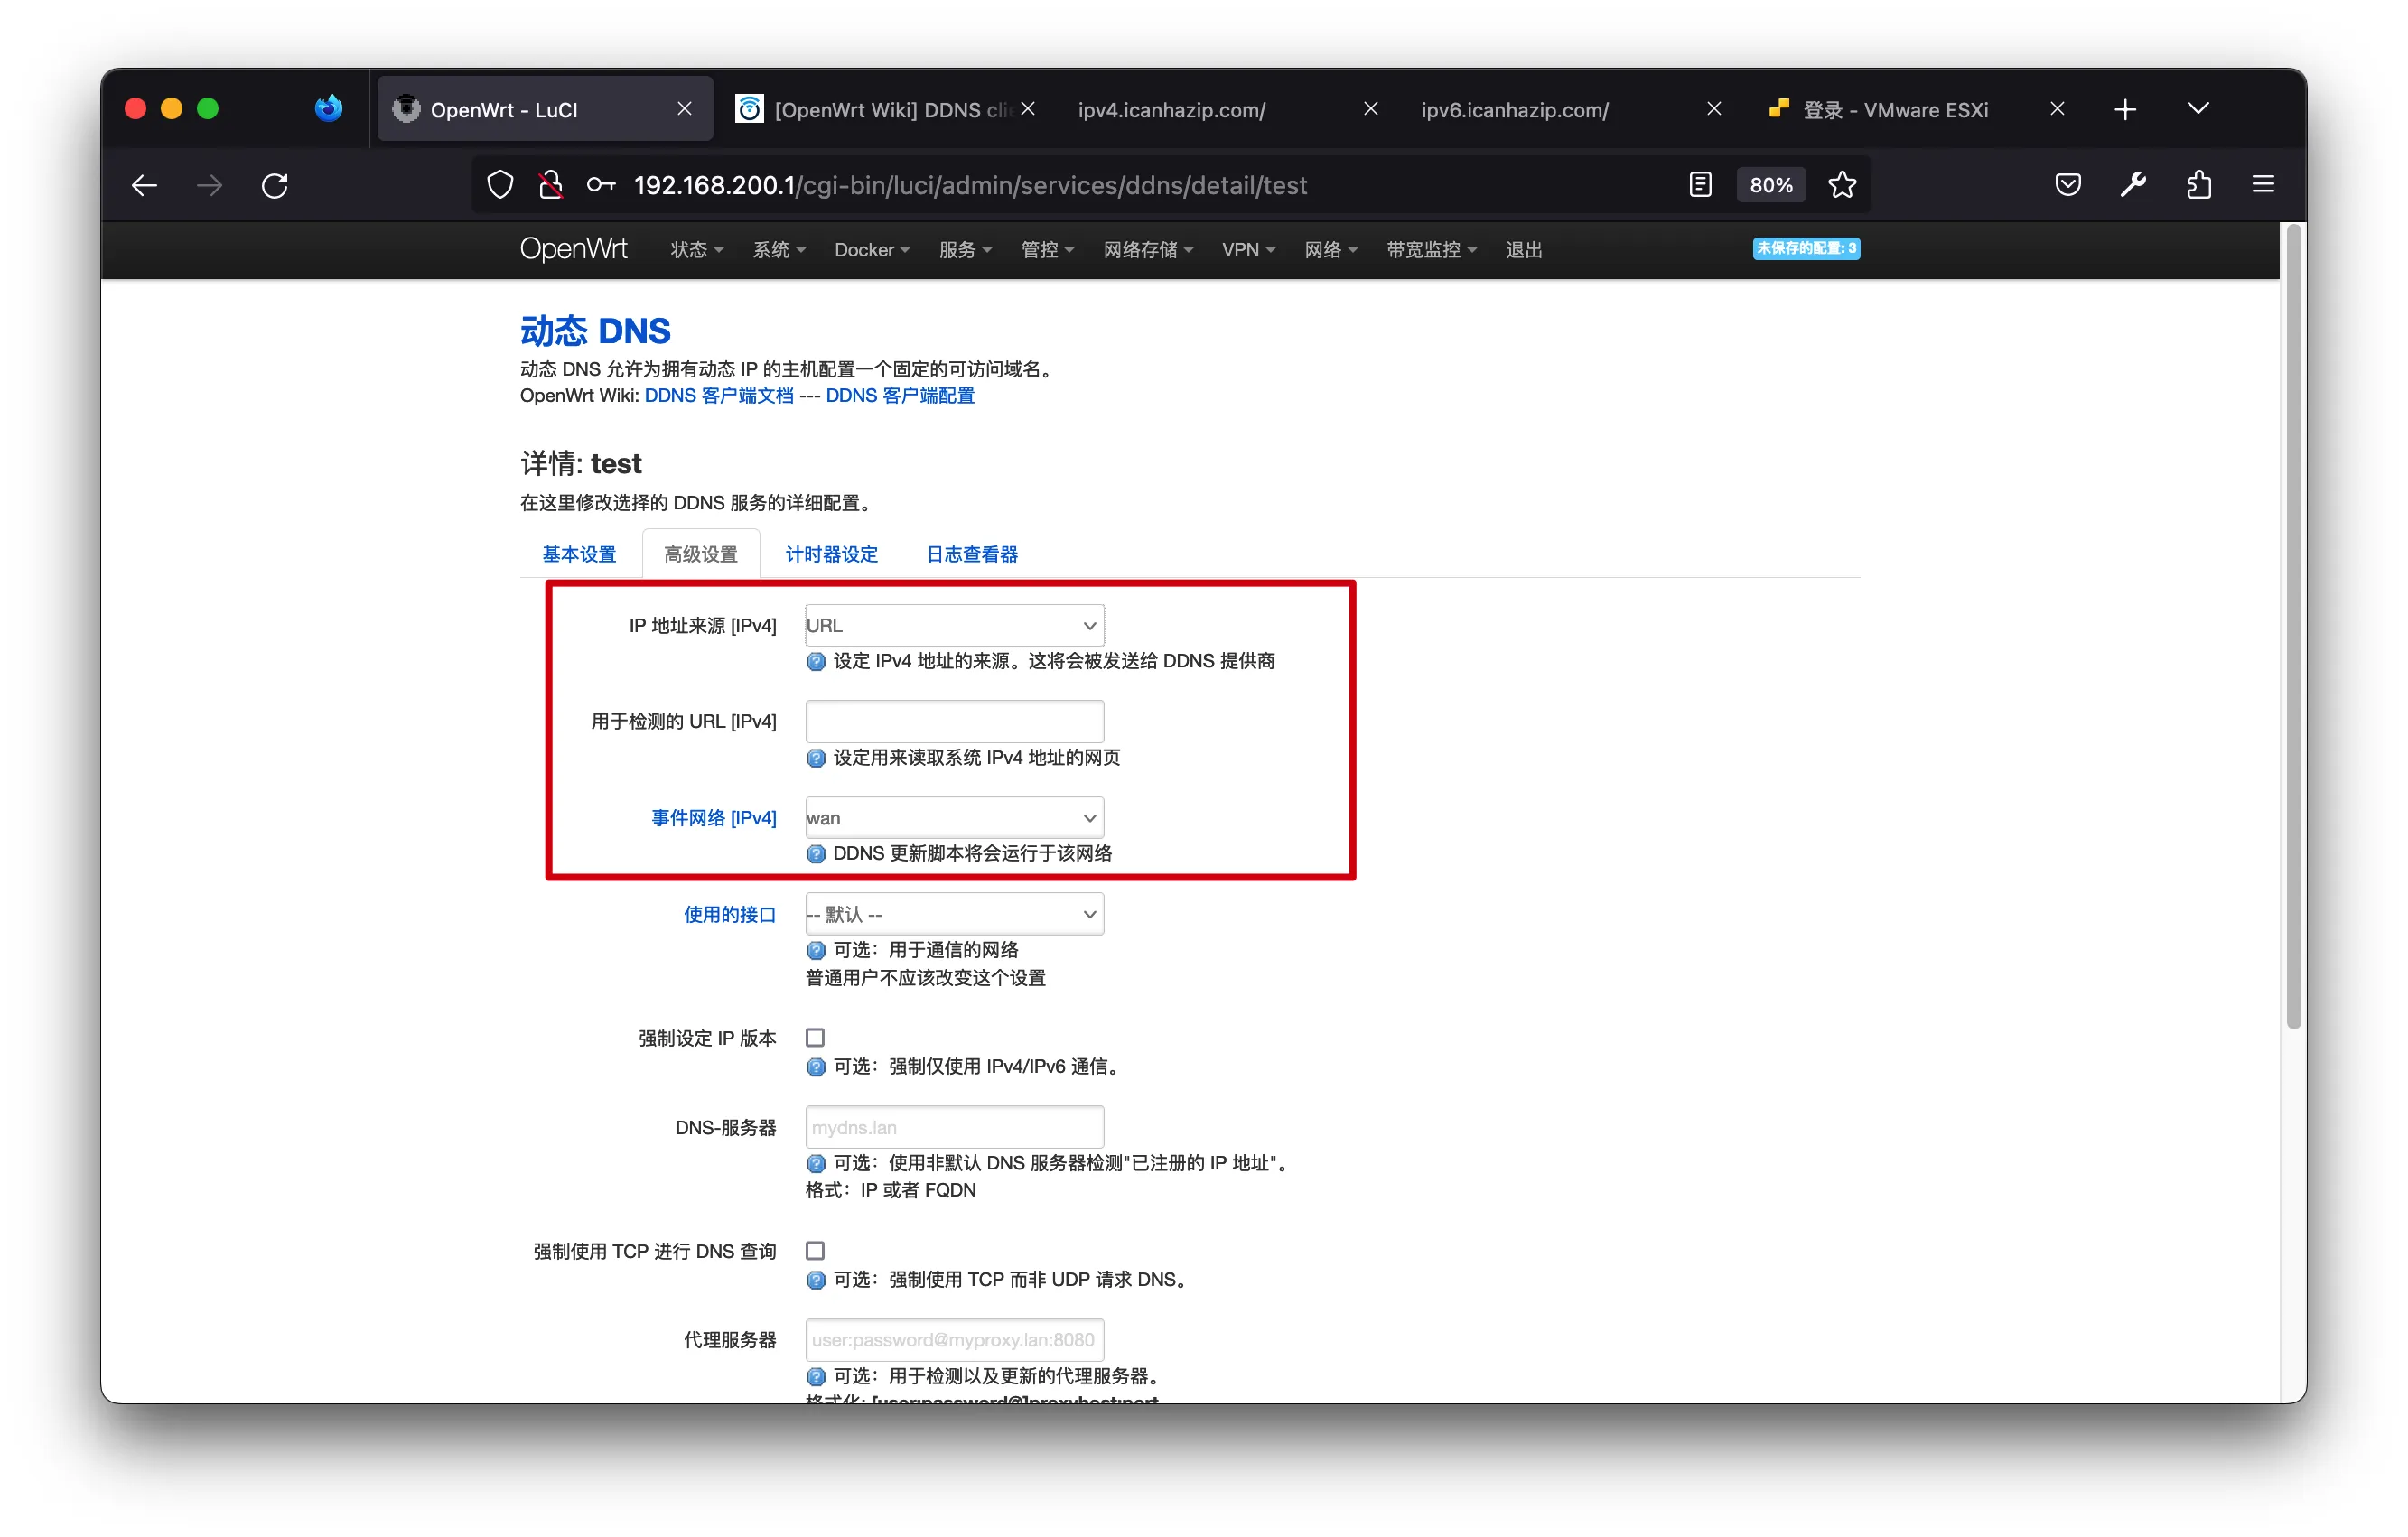 OpenWrt - LuCI
[OpenWrt Wiki] DDNS clie
ipv4.icanhazip.com/
ipv6.icanhazip.com/
登录 - VMware ESXi
192.168.200.1/cgi-bin/luci/admin/services/ddns/detail/test
80%
OpenWrt 状态 系统 Docker 服务 管控 网络存储 VPN 网络 带宽监控 退出 未保存的配置: 3
动态 DNS
动态 DNS 允许为拥有动态 IP 的主机配置一个固定的可访问域名。
OpenWrt Wiki: DDNS 客户端文档 --- DDNS 客户端配置
详情: test
在这里修改选择的 DDNS 服务的详细配置。
基本设置 高级设置 计时器设定 日志查看器
IP 地址来源 [IPv4] URL
设定 IPv4 地址的来源。这将会被发送给 DDNS 提供商
用于检测的 URL [IPv4]
设定用来读取系统 IPv4 地址的网页
事件网络 [IPv4] wan
DDNS 更新脚本将会运行于该网络
使用的接口 -- 默认 --
可选：用于通信的网络
普通用户不应该改变这个设置
强制设定 IP 版本
可选：强制仅使用 IPv4/IPv6 通信。
DNS-服务器 mydns.lan
可选：使用非默认 DNS 服务器检测"已注册的 IP 地址"。
格式：IP 或者 FQDN
强制使用 TCP 进行 DNS 查询
可选：强制使用 TCP 而非 UDP 请求 DNS。
代理服务器 user:password@myproxy.lan:8080
可选：用于检测以及更新的代理服务器。
格式化: [user:password@]proxyhost:port